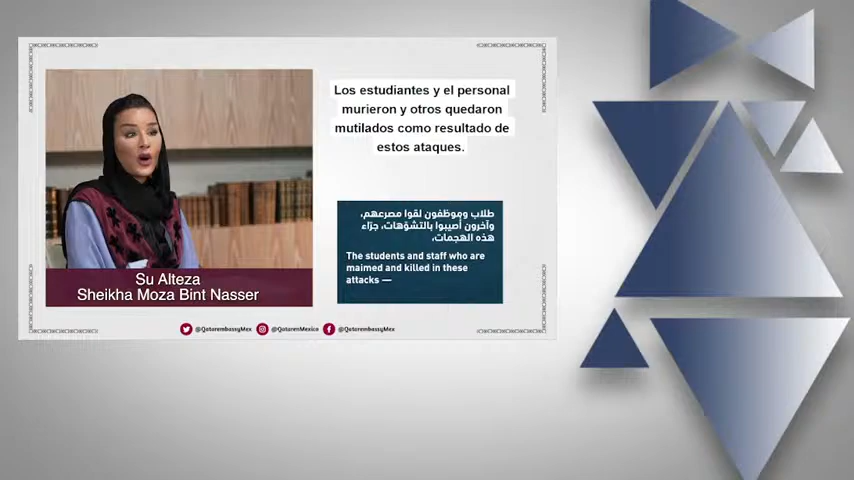 Los estudiantes y el personal
murieron y otros quedaron
mutilados como resultado de
estos ataques.
طلاب وموظفون لقوا مصرعهم،
وآخرون أصيبوا بالتشوّهات، جرّاء
هذه الهجمات،
The students and staff who are
maimed and killed in these
attacks —
Su Alteza
Sheikha Moza Bint Nasser
@QatarembassyMex @QatarenMexico @QatarembassyMex